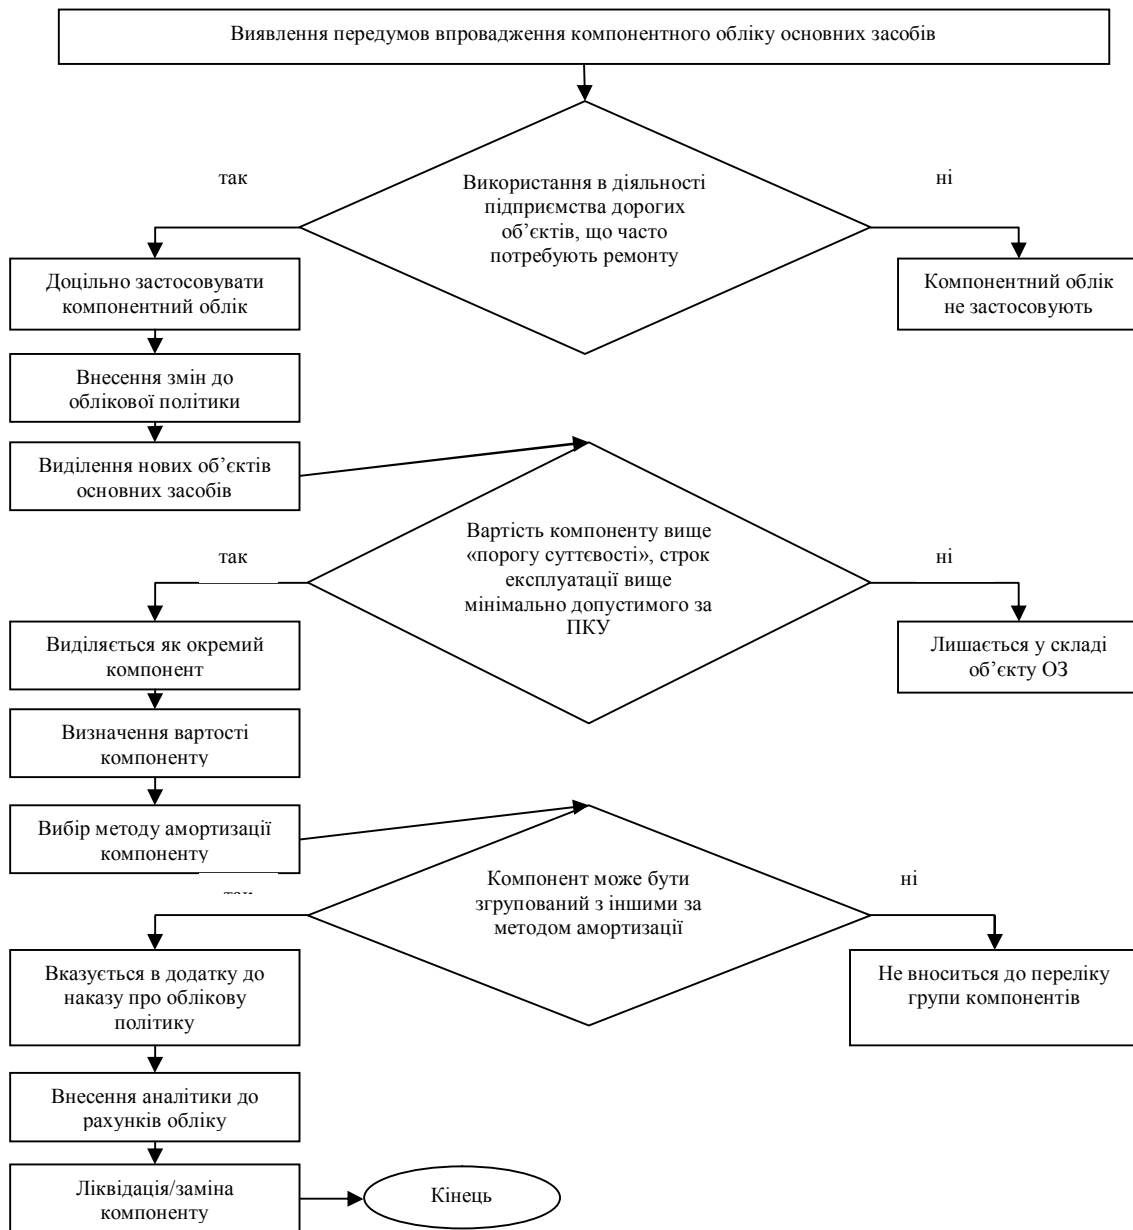 Виявлення передумов впровадження компонентного обліку основних засобів
так
ні
Використання в діяльності
підприємства дорогих
об’єктів, що часто
потребують ремонту
Доцільно застосовувати
компонентний облік
Компонентний облік
не застосовують
Внесення змін до
облікової політики
Виділення нових об’єктів
основних засобів
так
ні
Вартість компоненту вище
«порогу суттєвості», строк
експлуатації вище
мінімально допустимого за
ПКУ
Виділяється як окремий
компонент
Лишається у складі
об’єкту ОЗ
Визначення вартості
компоненту
Вибір методу амортизації
компоненту
так
ні
Компонент може бути
згрупований з іншими за
методом амортизації
Вказується в додатку до
наказу про облікову
політику
Не вноситься до переліку
групи компонентів
Внесення аналітики до
рахунків обліку
Ліквідація/заміна
компоненту
Кінець